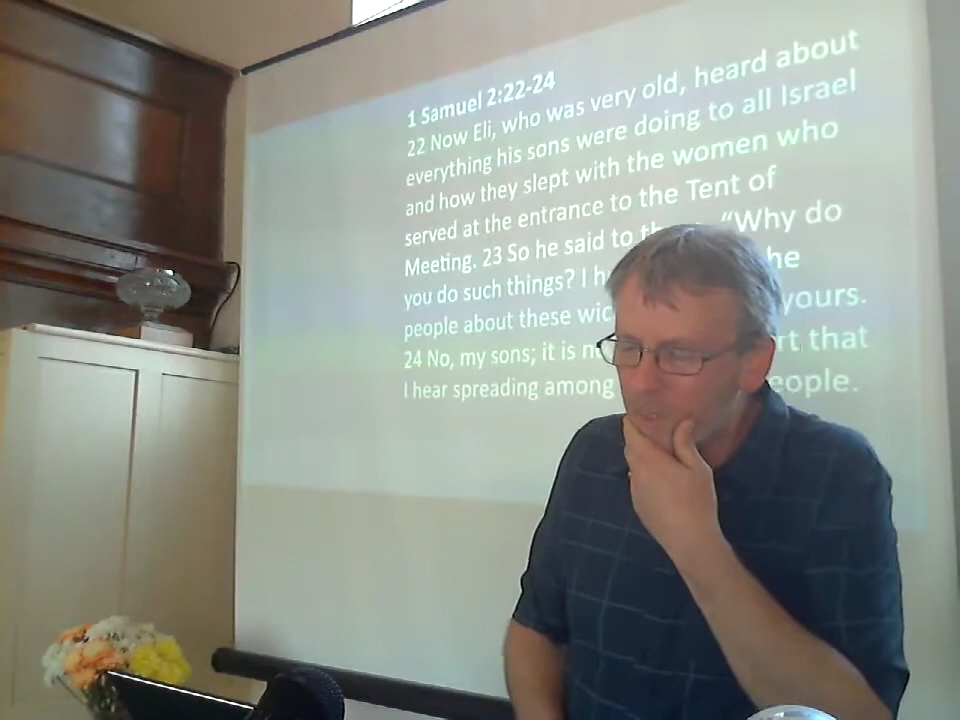 1 Samuel 2:22-24
22 Now Eli, who was very old, heard about
everything his sons were doing to all Israel
and how they slept with the women who
served at the entrance to the Tent of
Meeting. 23 So he said to "Why do
you do such things? I
people about these yours.
24 No, my sons; it is that
I hear spreading among